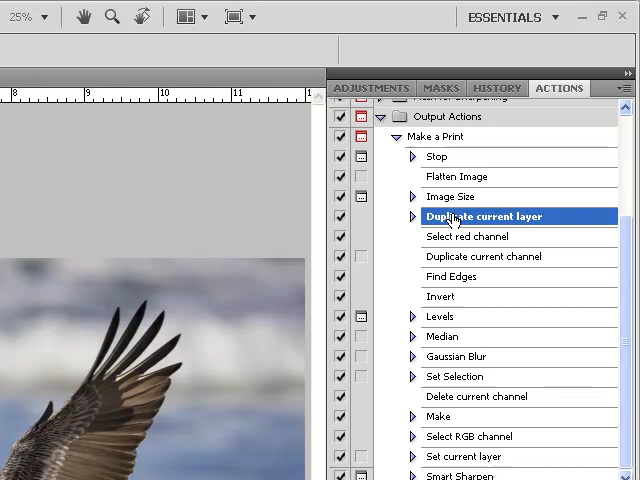 25%
ESSENTIALS
8 9 10 11 1
ADJUSTMENTS MASKS HISTORY ACTIONS
Output Actions
Make a Print
Stop
Flatten Image
Image Size
Duplicate current layer
Select red channel
Duplicate current channel
Find Edges
Invert
Levels
Median
Gaussian Blur
Set Selection
Delete current channel
Make
Select RGB channel
Set current layer
Smart Sharpen